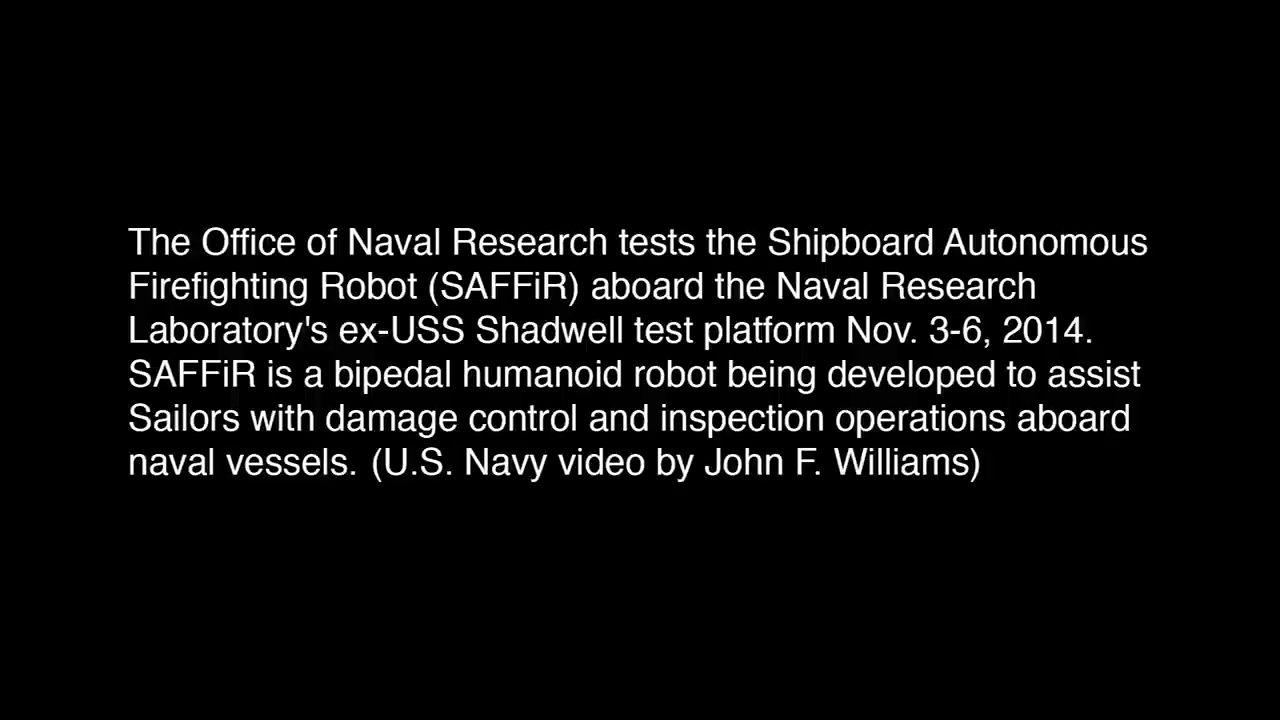 The Office of Naval Research tests the Shipboard Autonomous
Firefighting Robot (SAFFiR) aboard the Naval Research
Laboratory's ex-USS Shadwell test platform Nov. 3-6, 2014.
SAFFiR is a bipedal humanoid robot being developed to assist
Sailors with damage control and inspection operations aboard
naval vessels. (U.S. Navy video by John F. Williams)